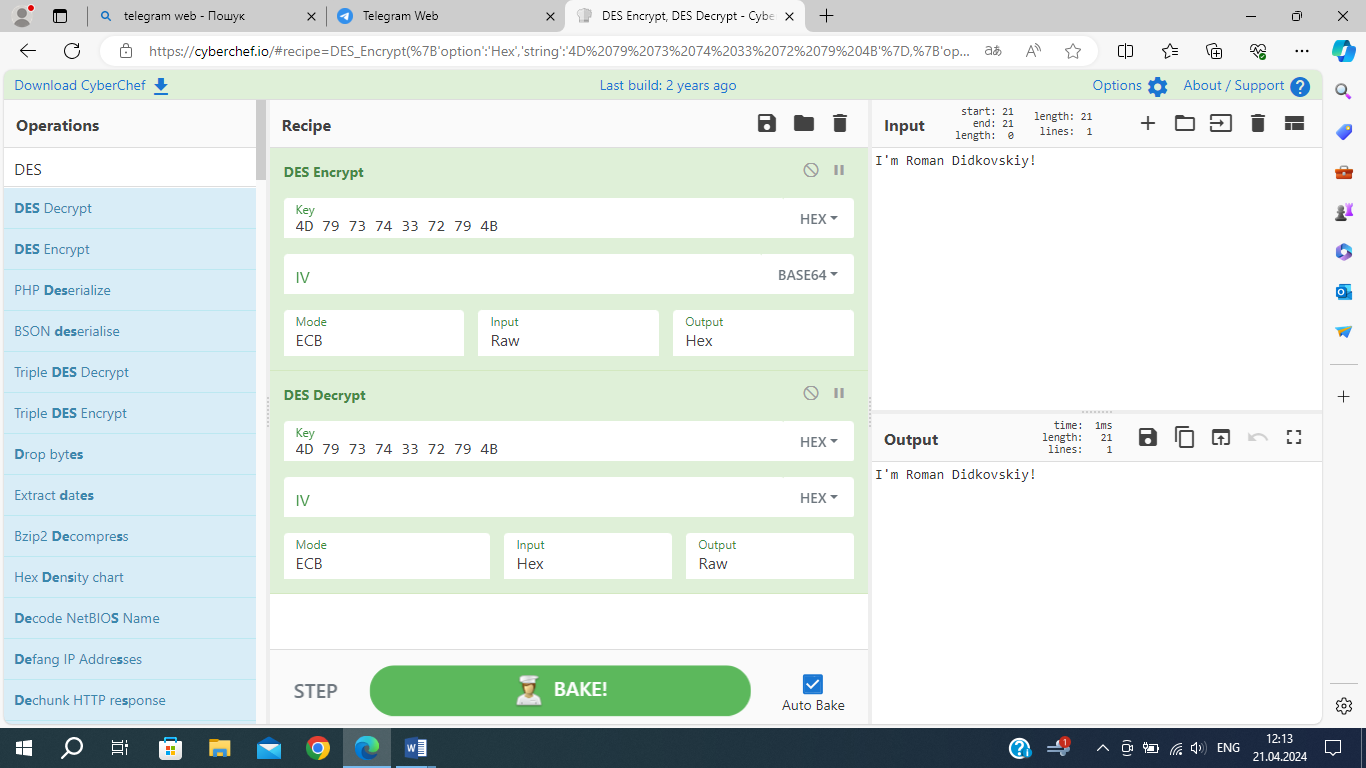 telegram web - Пошук
Telegram Web
DES Encrypt, DES Decrypt - Cybe
https://cyberchef.io/#recipe=DES_Encrypt(%7B'option':'Hex','string':'4D%2079%2073%2074%2033%2072%2079%204B'%7D,%7B'op...
Download CyberChef
Last build: 2 years ago
Options
About / Support
Operations
DES
DES Decrypt
DES Encrypt
PHP Deserialize
BSON deserialise
Triple DES Decrypt
Triple DES Encrypt
Drop bytes
Extract dates
Bzip2 Decompress
Hex Density chart
Decode NetBIOS Name
Defang IP Addresses
Dechunk HTTP response
Recipe
DES Encrypt
Key
4D 79 73 74 33 72 79 4B
HEX
IV
BASE64
Mode Input Output
ECB Raw Hex
DES Decrypt
Key
4D 79 73 74 33 72 79 4B
HEX
IV
HEX
Mode Input Output
ECB Hex Raw
STEP
BAKE!
Auto Bake
Input
start: 21
end: 21
length: 0
length: 21
lines: 1
I'm Roman Didkovskiy!
Output
time: 1ms
length: 21
lines: 1
I'm Roman Didkovskiy!
1
ENG
12:13
21.04.2024